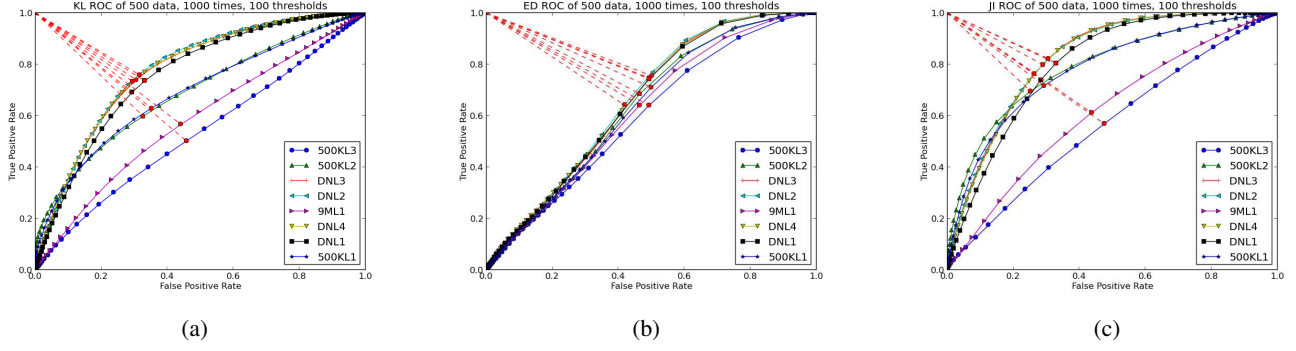 KL ROC of 500 data, 1000 times, 100 thresholds
1.0
0.8
0.6
0.4
0.2
0.0
True Positive Rate
0.0 0.2 0.4 0.6 0.8 1.0
False Positive Rate
500KL3
500KL2
DNL3
DNL2
9ML1
DNL4
DNL1
500KL1
(a)
ED ROC of 500 data, 1000 times, 100 thresholds
1.0
0.8
0.6
0.4
0.2
0.0
True Positive Rate
0.0 0.2 0.4 0.6 0.8 1.0
False Positive Rate
500KL3
500KL2
DNL3
DNL2
9ML1
DNL4
DNL1
500KL1
(b)
JI ROC of 500 data, 1000 times, 100 thresholds
1.0
0.8
0.6
0.4
0.2
0.0
True Positive Rate
0.0 0.2 0.4 0.6 0.8 1.0
False Positive Rate
500KL3
500KL2
DNL3
DNL2
9ML1
DNL4
DNL1
500KL1
(c)